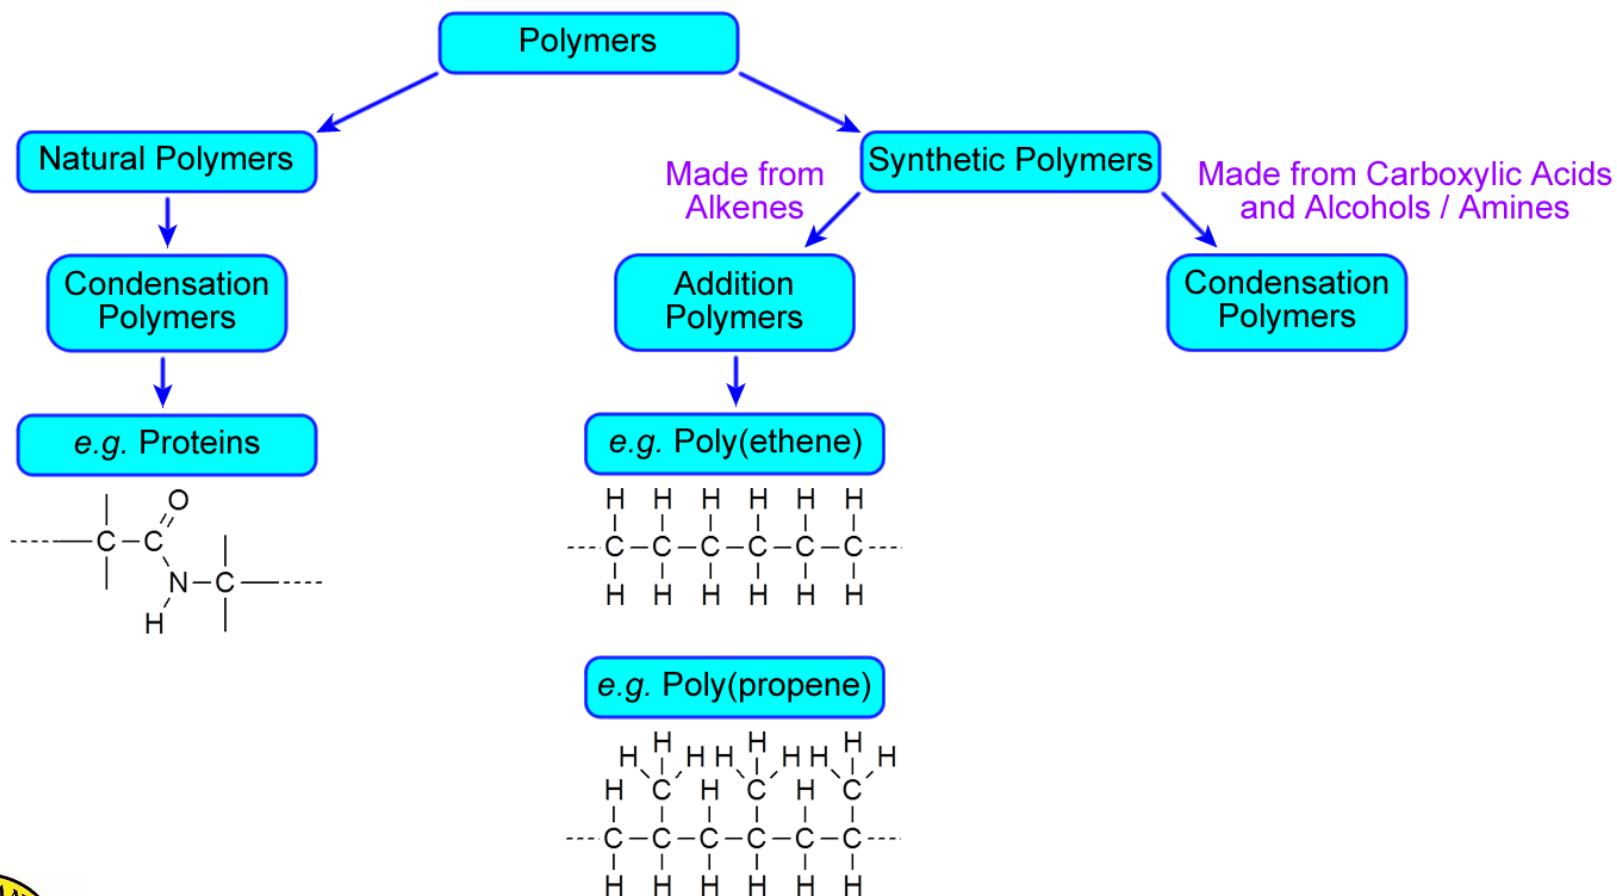 Polymers
Natural Polymers
Synthetic Polymers
Made from
Alkenes
Made from Carboxylic Acids
and Alcohols / Amines
Condensation
Polymers
Addition
Polymers
Condensation
Polymers
e.g. Proteins
e.g. Poly(ethene)
O
C C
N C
H
H H H H H H
C C C C C C
H H H H H H
e.g. Poly(propene)
H H H
H H H H H H
H C H C H C
C C C C C C
H H H H H H